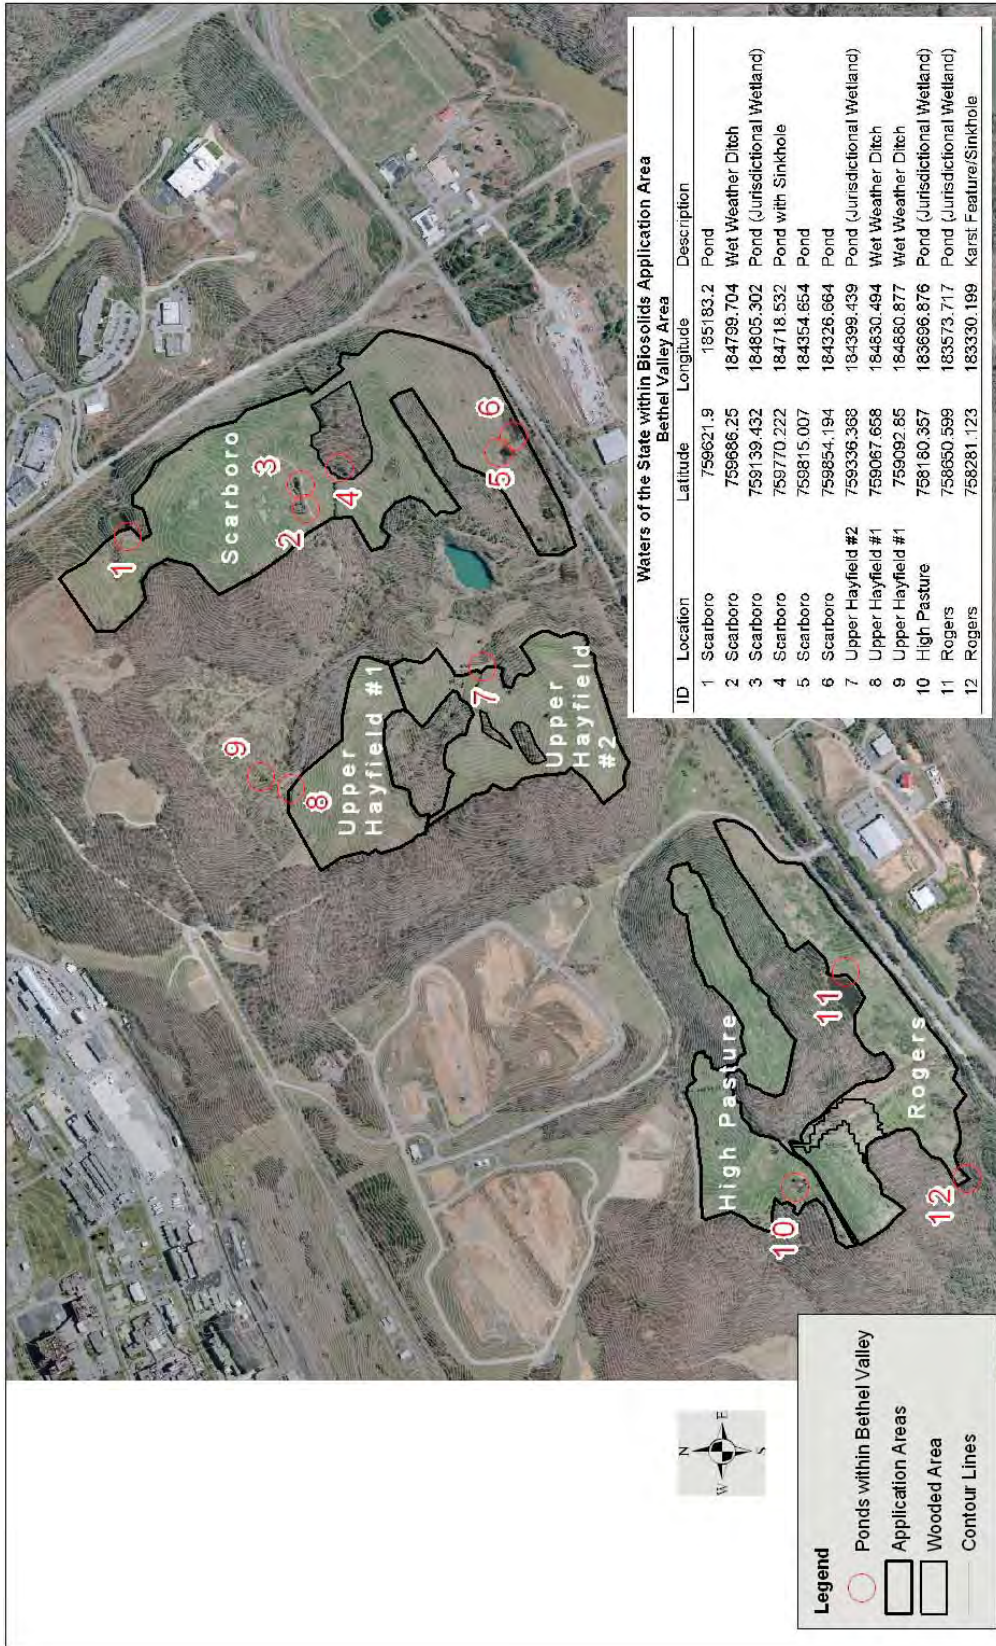 1
2
3
4
5
6
7
8
9
10
11
12
Scarboro
Upper
Hayfield #1
Upper
Hayfield
#2
High Pasture
Rogers
N
W E
S
Legend
Ponds within Bethel Valley
Application Areas
Wooded Area
Contour Lines
Waters of the State within Biosolids Application Area
Bethel Valley Area
ID Location Latitude Longitude Description
1 Scarboro 759621.9 185183.2 Pond
2 Scarboro 759686.25 184799.704 Wet Weather Ditch
3 Scarboro 759139.432 184805.302 Pond (Jurisdictional Wetland)
4 Scarboro 759770.222 184718.532 Pond with Sinkhole
5 Scarboro 759815.007 184354.654 Pond
6 Scarboro 759854.194 184326.664 Pond
7 Upper Hayfield #2 759336.368 184399.439 Pond (Jurisdictional Wetland)
8 Upper Hayfield #1 759067.658 184830.494 Wet Weather Ditch
9 Upper Hayfield #1 759092.85 184880.877 Wet Weather Ditch
10 High Pasture 758180.357 183696.876 Pond (Jurisdictional Wetland)
11 Rogers 758650.599 183573.717 Pond (Jurisdictional Wetland)
12 Rogers 758281.123 183330.199 Karst Feature/Sinkhole